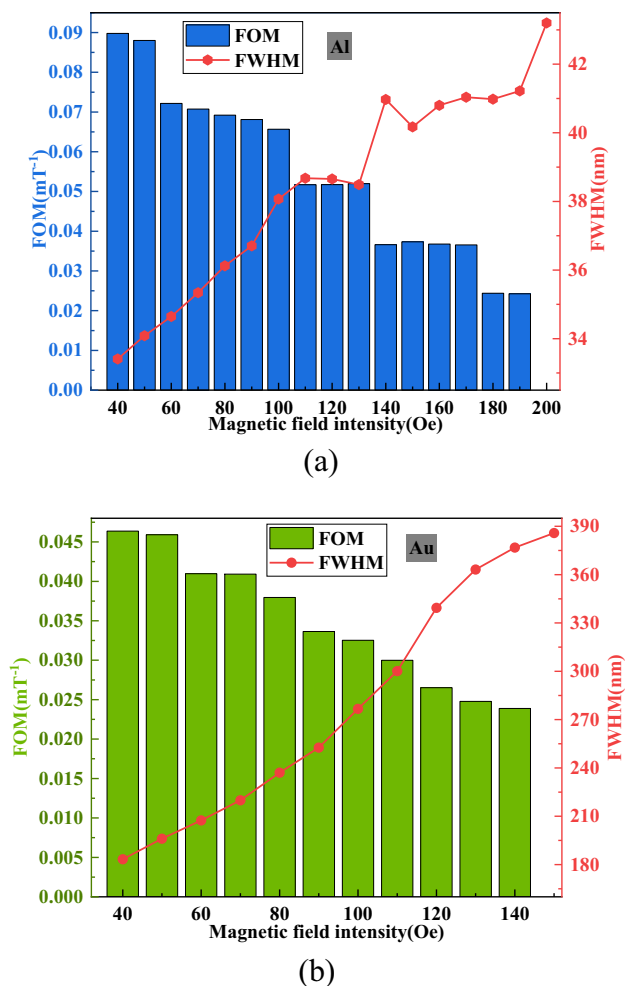 FOM
FWHM
Al
0.09
0.08
0.07
0.06
0.05
0.04
0.03
0.02
0.01
0.00
FOM(mT-1)
42
40
38
36
34
FWHM(nm)
40 60 80 100 120 140 160 180 200
Magnetic field intensity(Oe)
(a)
FOM
FWHM
Au
0.045
0.040
0.035
0.030
0.025
0.020
0.015
0.010
0.005
0.000
FOM(mT-1)
390
360
330
300
270
240
210
180
FWHM(nm)
40 60 80 100 120 140
Magnetic field intensity(Oe)
(b)